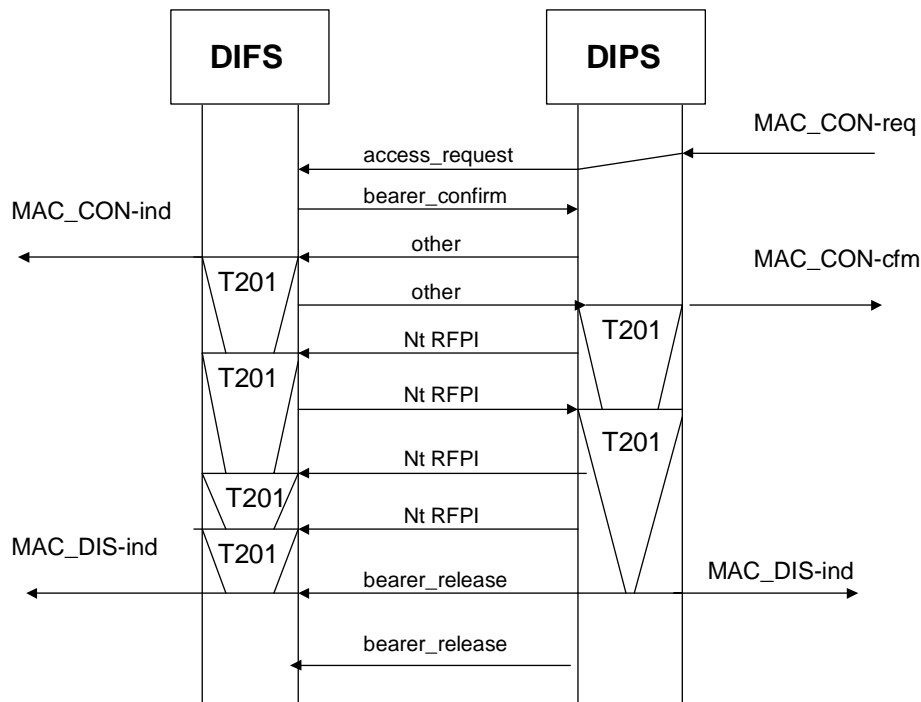 DIFS
DIPS
MAC_CON-req
access_request
bearer_confirm
MAC_CON-ind
other
MAC_CON-cfm
T201
other
T201
Nt RFPI
T201
Nt RFPI
T201
Nt RFPI
T201
Nt RFPI
MAC_DIS-ind
T201
bearer_release
MAC_DIS-ind
bearer_release